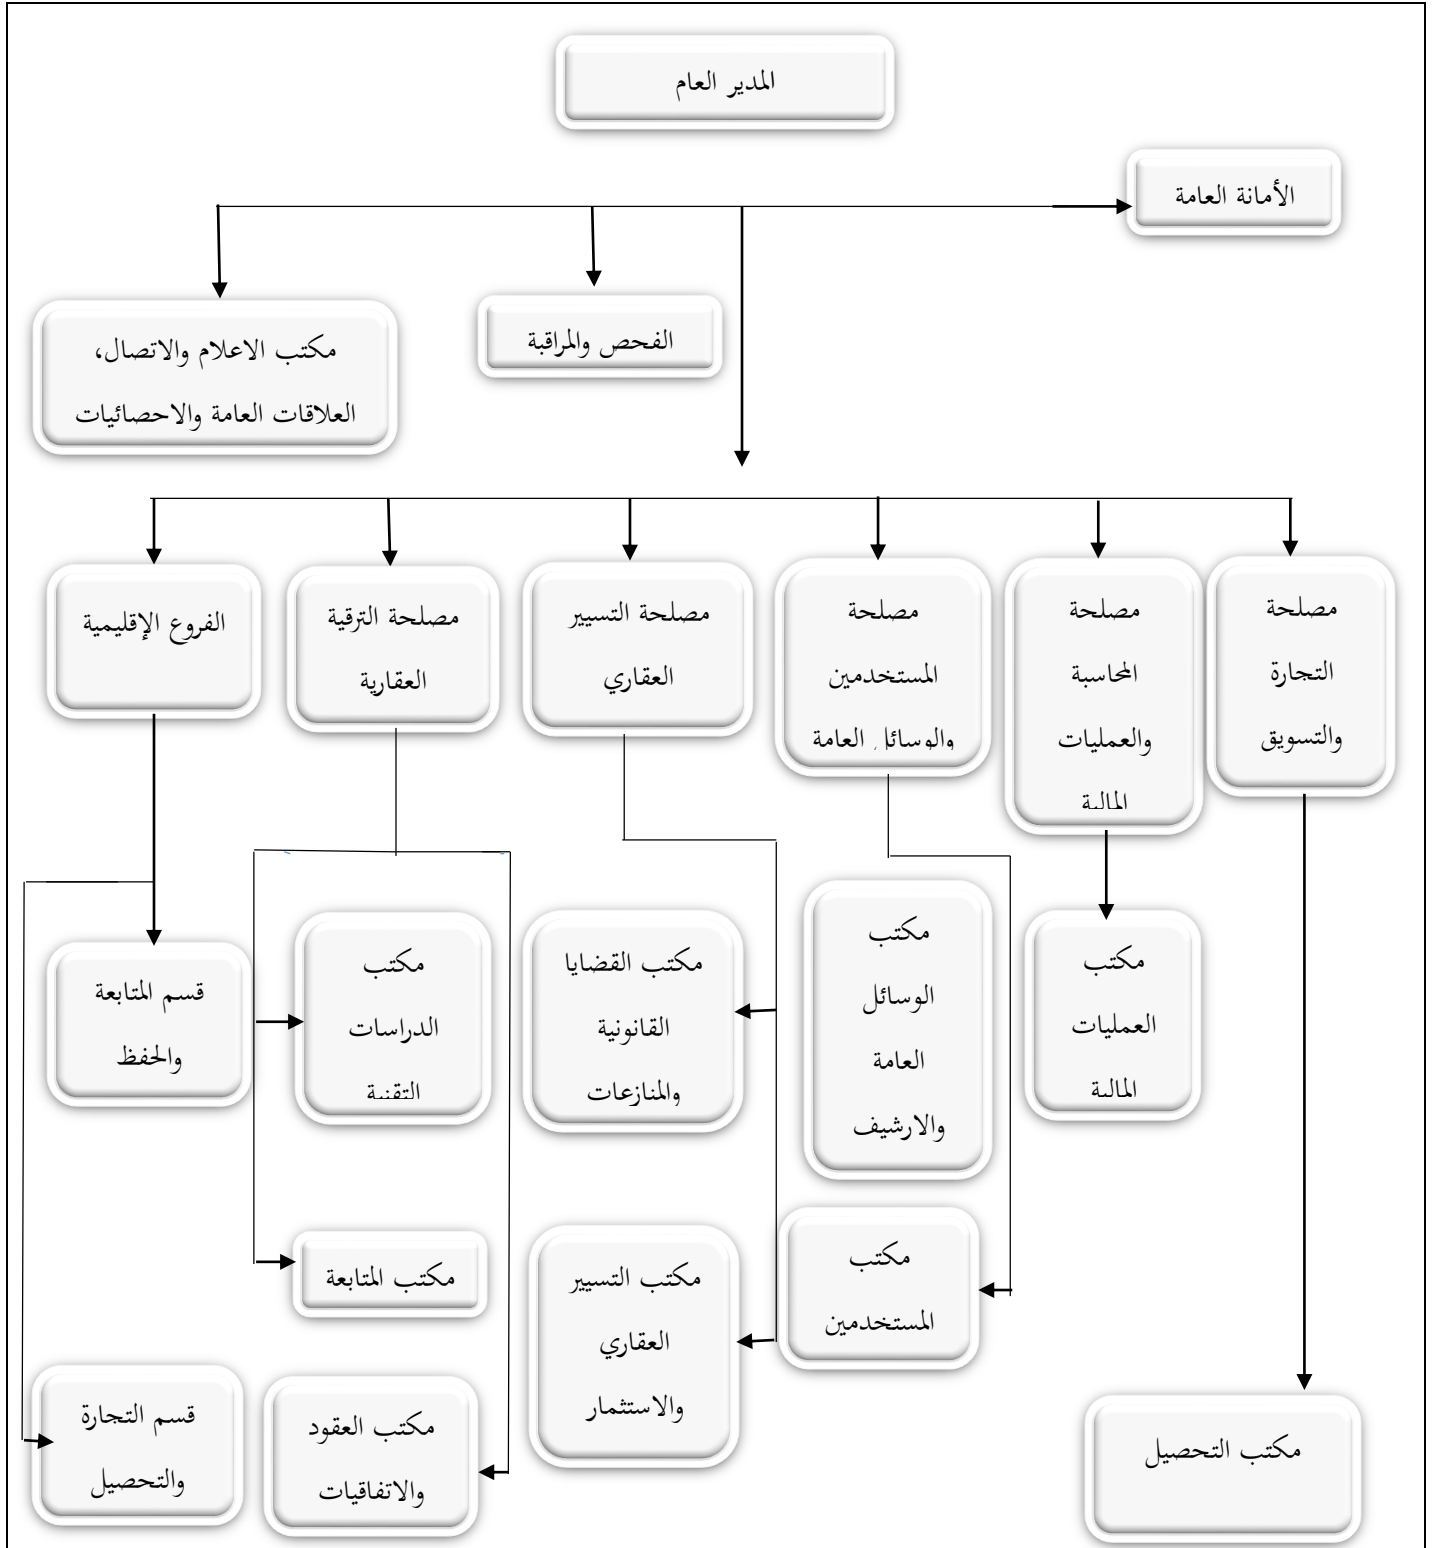 المدير العام
الأمانة العامة
الفحص والمراقبة
مكتب الاعلام والاتصال،
العلاقات العامة والاحصائيات
مصلحة
التجارة
والتسويق
مصلحة
المحاسبة
والعمليات
المالية
مصلحة
المستخدمين
والوسائل العامة
مصلحة التسيير
العقاري
مصلحة الترقية
العقارية
الفروع الإقليمية
مكتب
العمليات
المالية
مكتب
الوسائل
العامة
والارشيف
مكتب القضايا
القانونية
والمنازعات
مكتب
الدراسات
التقنية
قسم المتابعة
والحفظ
مكتب
المستخدمين
مكتب التسيير
العقاري
والاستثمار
مكتب المتابعة
مكتب التحصيل
مكتب العقود
والاتفاقيات
قسم التجارة
والتحصيل